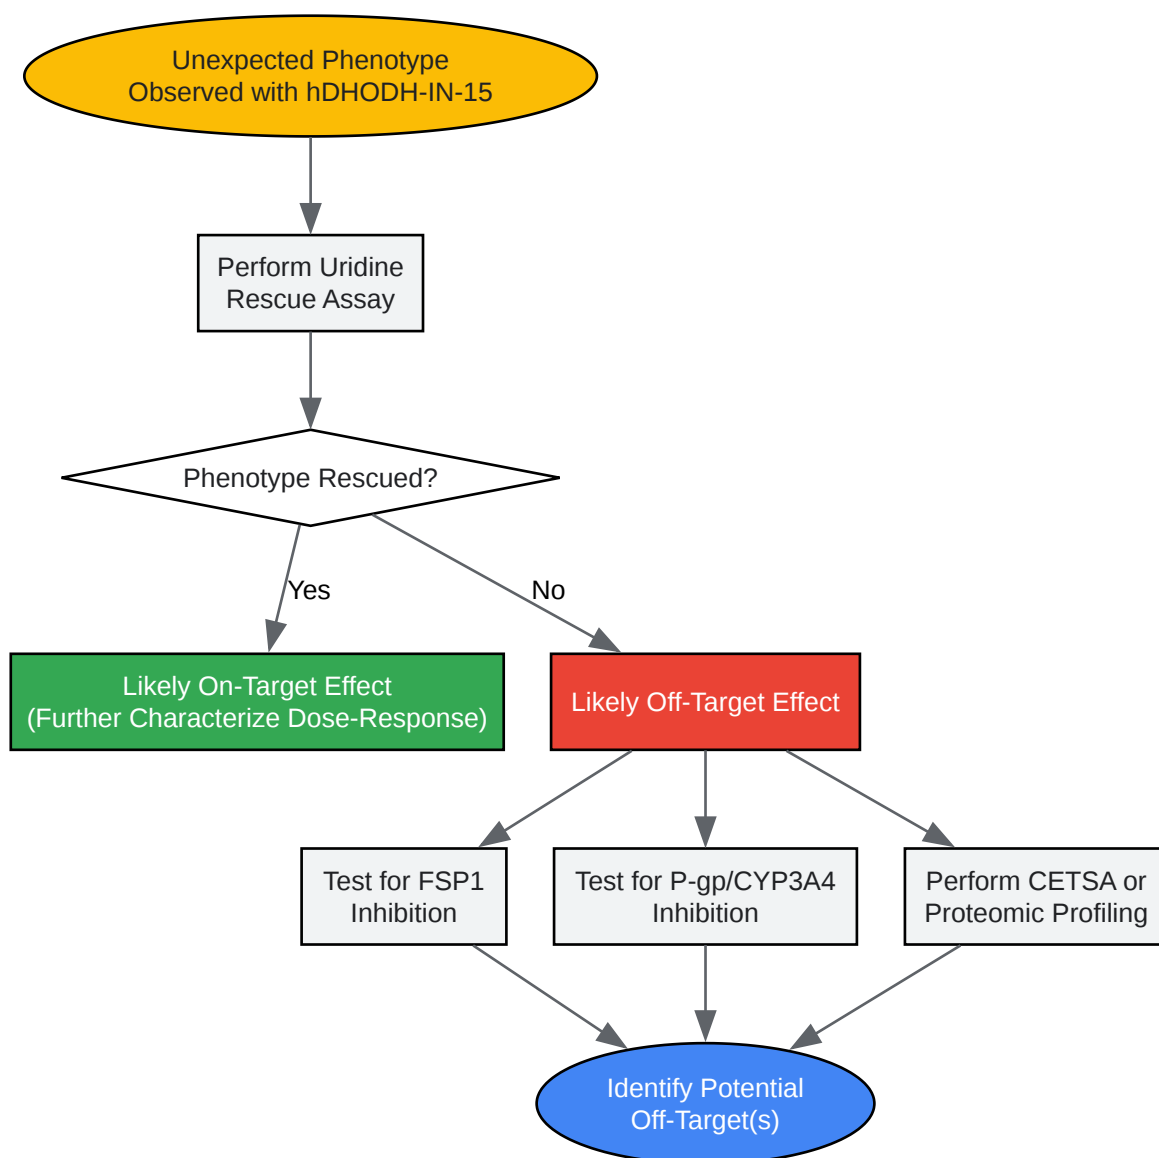 Unexpected Phenotype
Observed with hDHODH-IN-15
Perform Uridine
Rescue Assay
Phenotype Rescued?
Yes
No
Likely On-Target Effect
(Further Characterize Dose-Response)
Likely Off-Target Effect
Test for FSP1
Inhibition
Test for P-gp/CYP3A4
Inhibition
Perform CETSA or
Proteomic Profiling
Identify Potential
Off-Target(s)